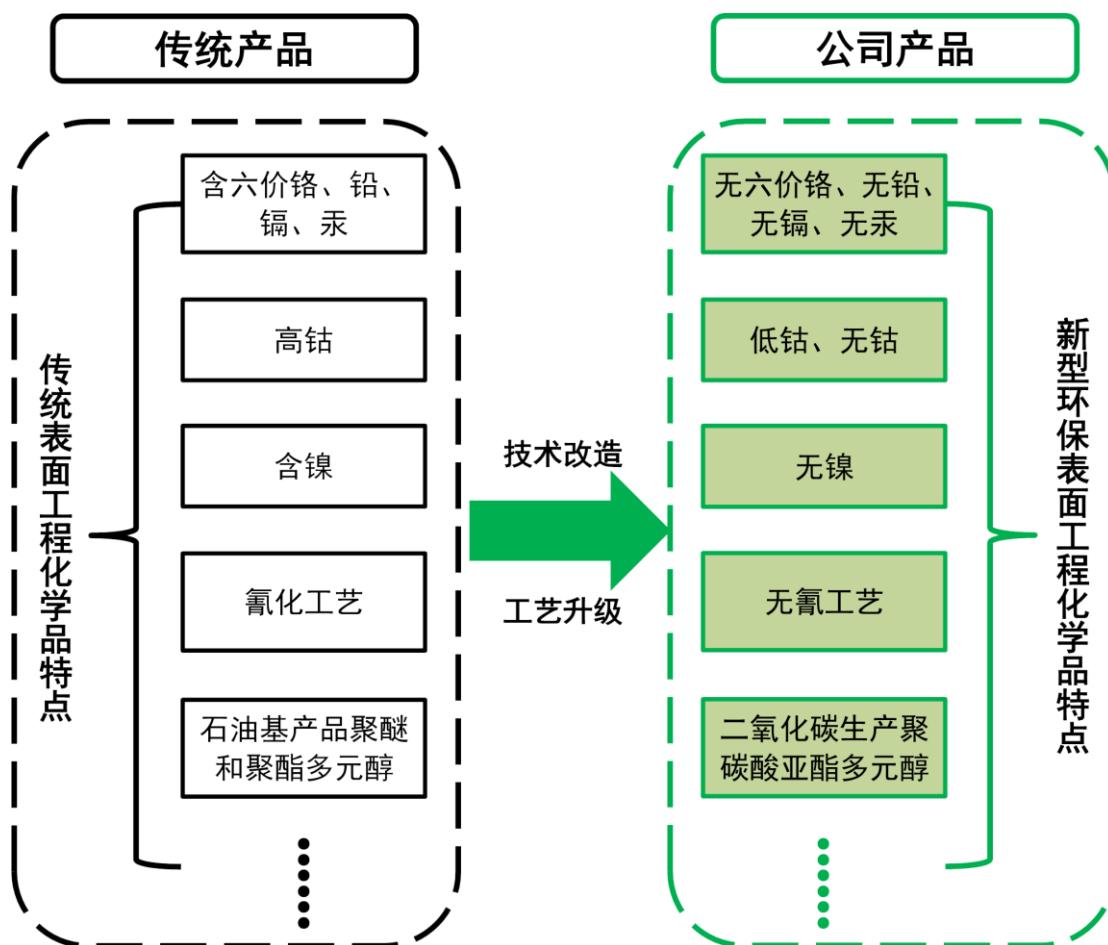 传统产品
公司产品
传统表面工程化学品特点
含六价铬、铅、
镉、汞
高钴
含镍
氰化工艺
石油基产品聚醚
和聚酯多元醇
技术改造
工艺升级
无六价铬、无铅、
无镉、无汞
低钴、无钴
无镍
无氰工艺
二氧化碳生产聚
碳酸亚酯多元醇
新型环保表面工程化学品特点